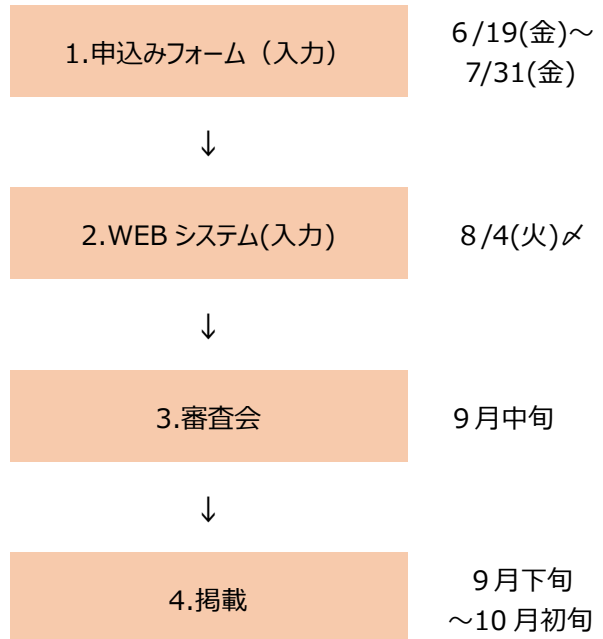 1.申込みフォーム（入力）
６/19(金)～
7/31(金)
↓
2.WEB システム(入力)
８/4(火)〆
↓
3.審査会
９月中旬
↓
4.掲載
９月下旬
～10 月初旬